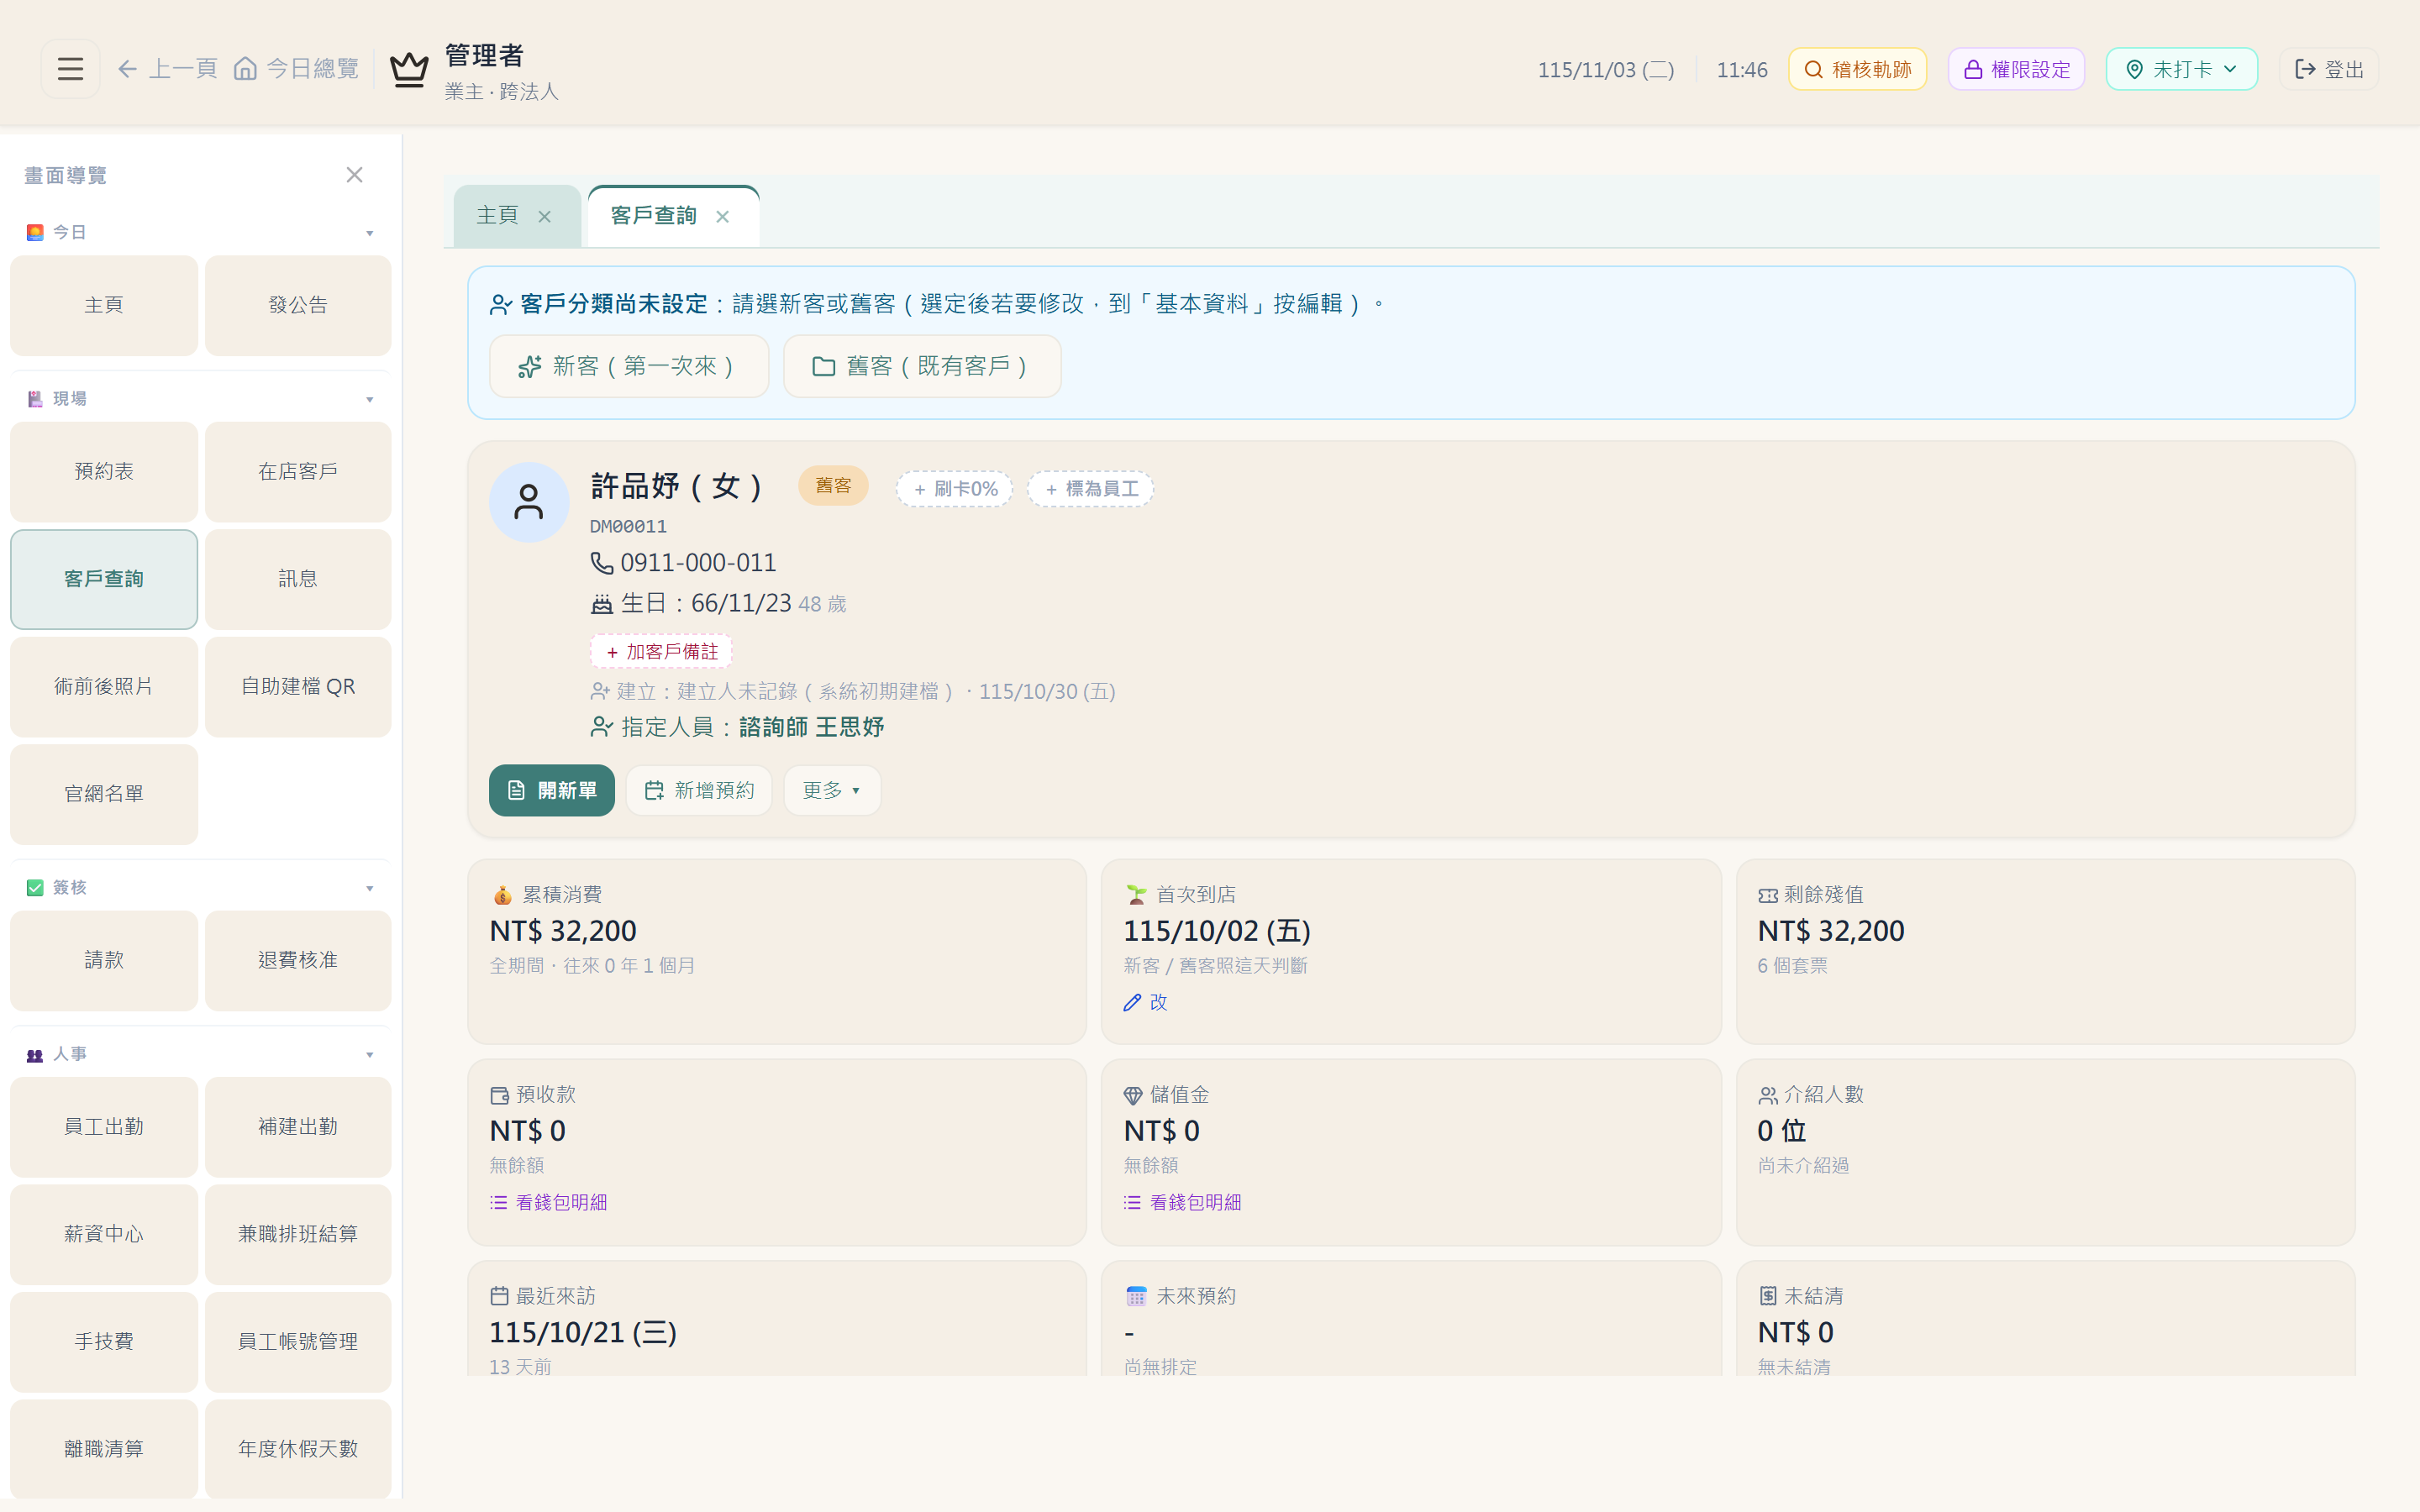 上一頁 今日總覽 管理者
業主 · 跨法人
115/11/03 (二) 11:46 稽核軌跡 權限設定 未打卡 登出
畫面導覽
今日
主頁 發公告
現場
預約表 在店客戶
客戶查詢 訊息
術前後照片 自助建檔 QR
官網名單
簽核
請款 退費核准
人事
員工出勤 補建出勤
薪資中心 兼職排班結算
手技費 員工帳號管理
離職清算 年度休假天數
主頁 × 客戶查詢 ×
客戶分類尚未設定：請選新客或舊客（選定後若要修改，到「基本資料」按編輯）。
新客（第一次來） 舊客（既有客戶）
許品妤（女） 舊客 + 刷卡0% + 標為員工
DM00011
0911-000-011
生日：66/11/23 48 歲
+ 加客戶備註
建立：建立人未記錄（系統初期建檔）· 115/10/30 (五)
指定人員：諮詢師 王思妤
開新單 新增預約 更多 ▾
累積消費
NT$ 32,200
全期間 · 往來 0 年 1 個月
首次到店
115/10/02 (五)
新客 / 舊客照這天判斷
改
剩餘殘值
NT$ 32,200
6 個套票
預收款
NT$ 0
無餘額
看錢包明細
儲值金
NT$ 0
無餘額
看錢包明細
介紹人數
0 位
尚未介紹過
最近來訪
115/10/21 (三)
13 天前
未來預約
-
尚無排定
未結清
NT$ 0
無未結清